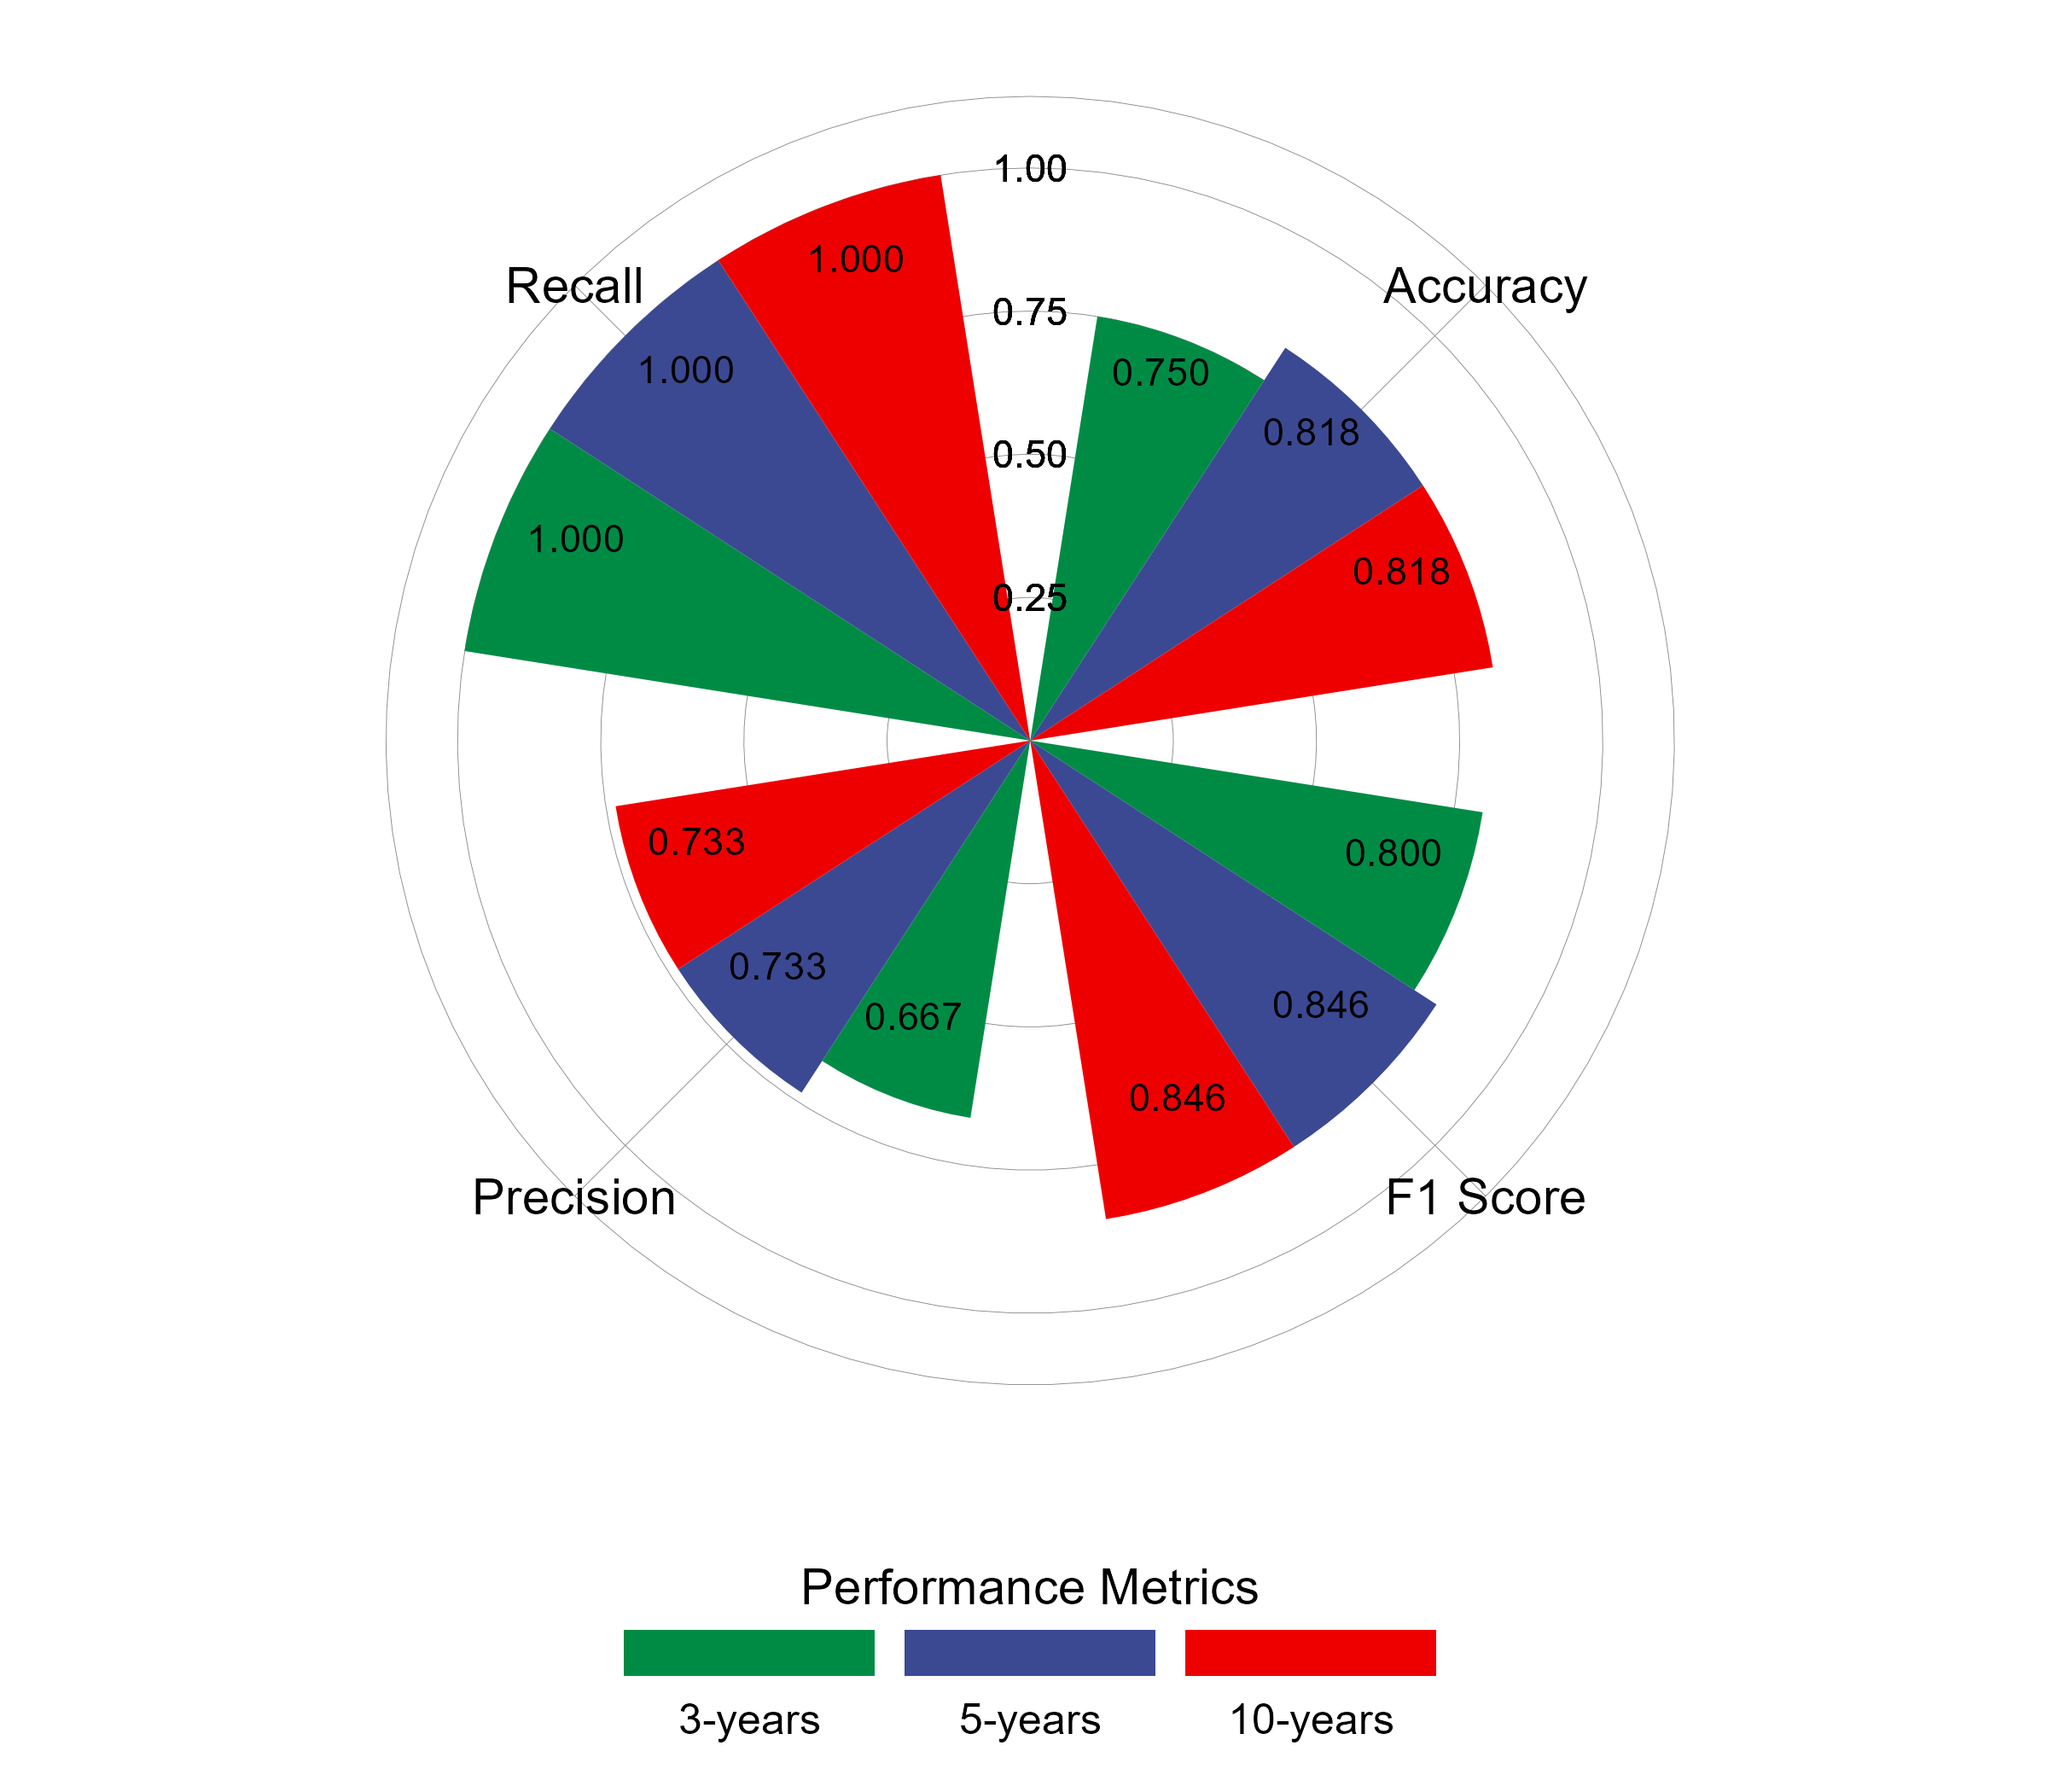 1.00
1.000
Recall
Accuracy
0.75
1.000
0.750
0.818
0.50
1.000
0.818
0.25
0.733
0.800
0.733
0.667
0.846
0.846
Precision
F1 Score
Performance Metrics
3-years
5-years
10-years